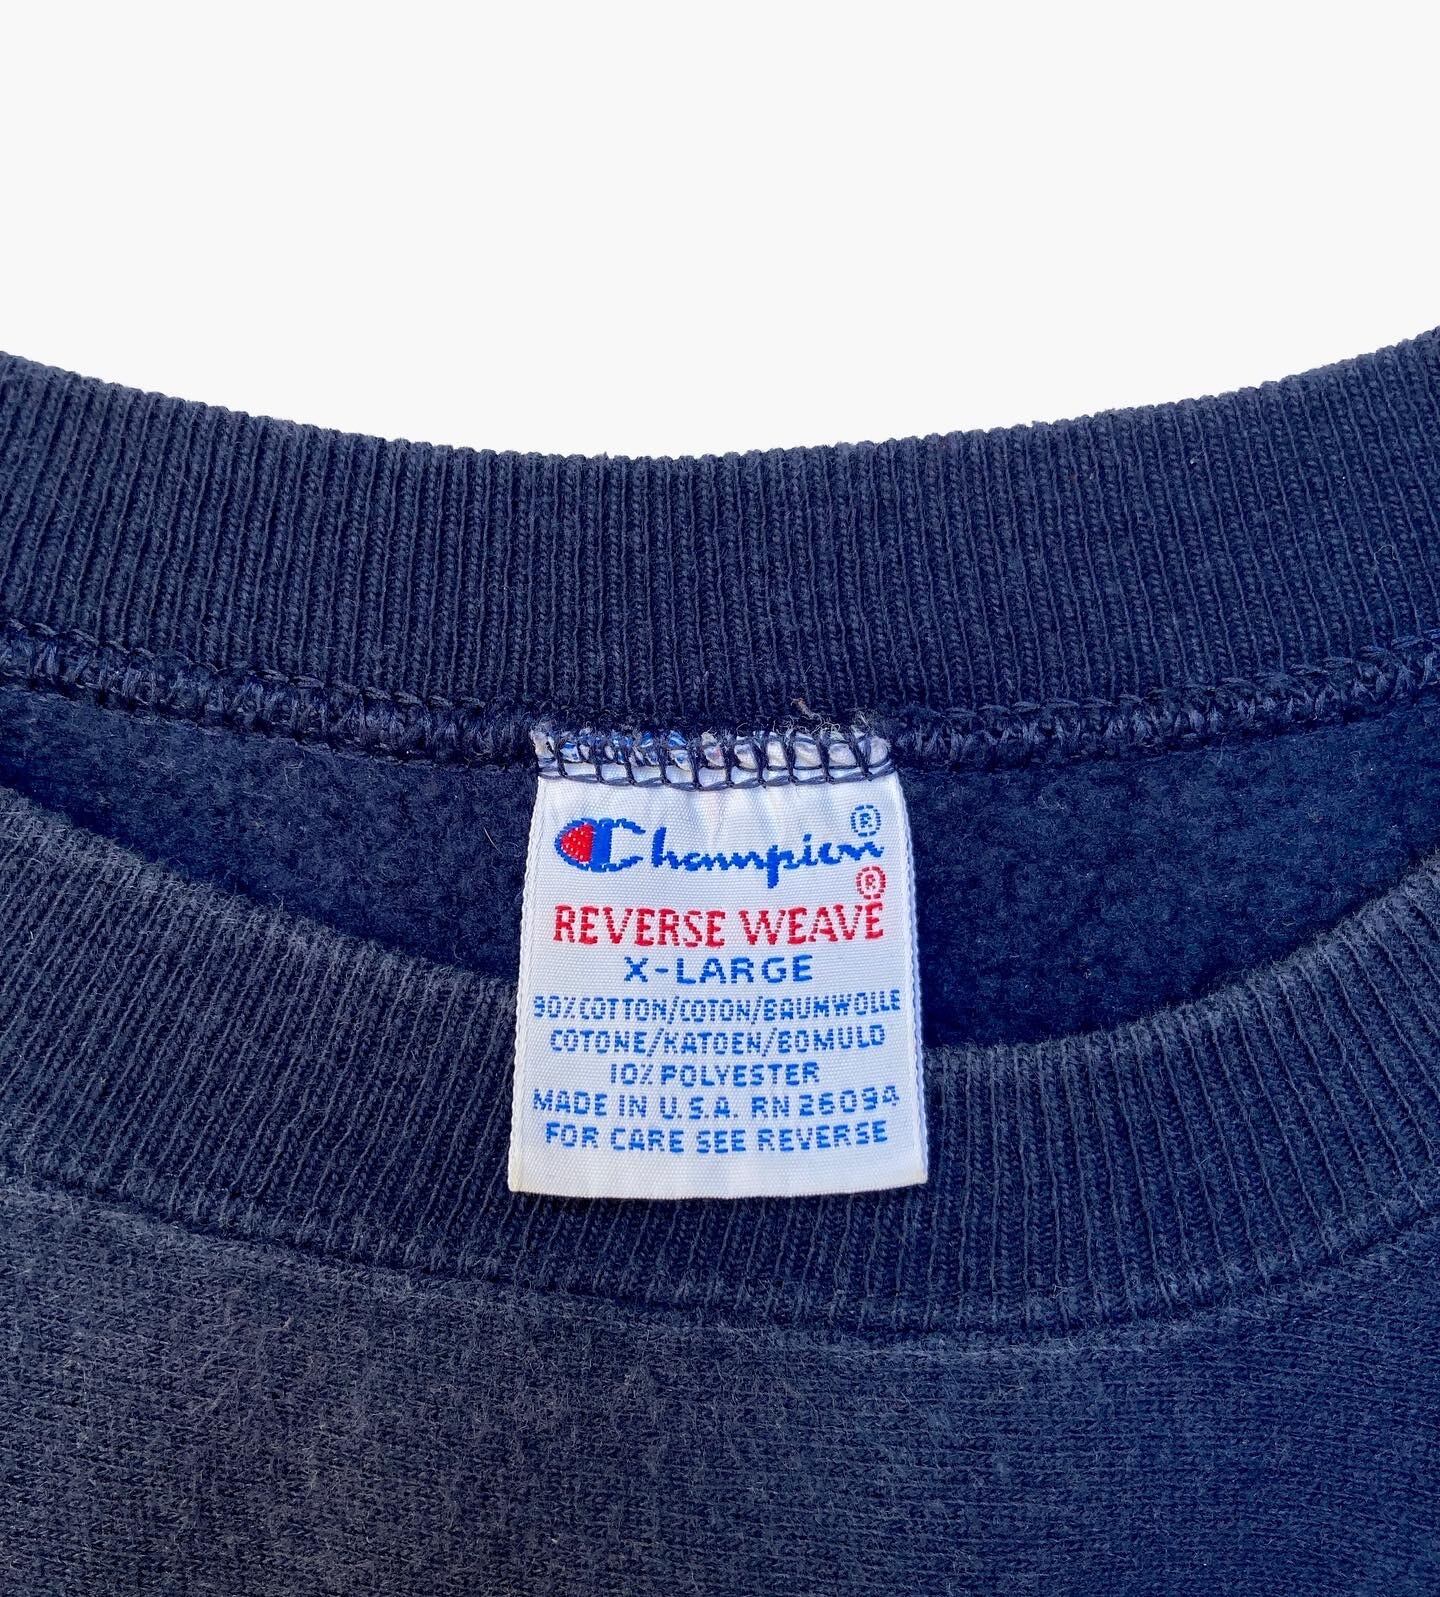 Champion ®
REVERSE WEAVE ®
X-LARGE
90% COTTON/COTON/BAUMWOLLE
COTONE/KATOEN/BOMULD
10% POLYESTER
MADE IN U.S.A. RN 26094
FOR CARE SEE REVERSE